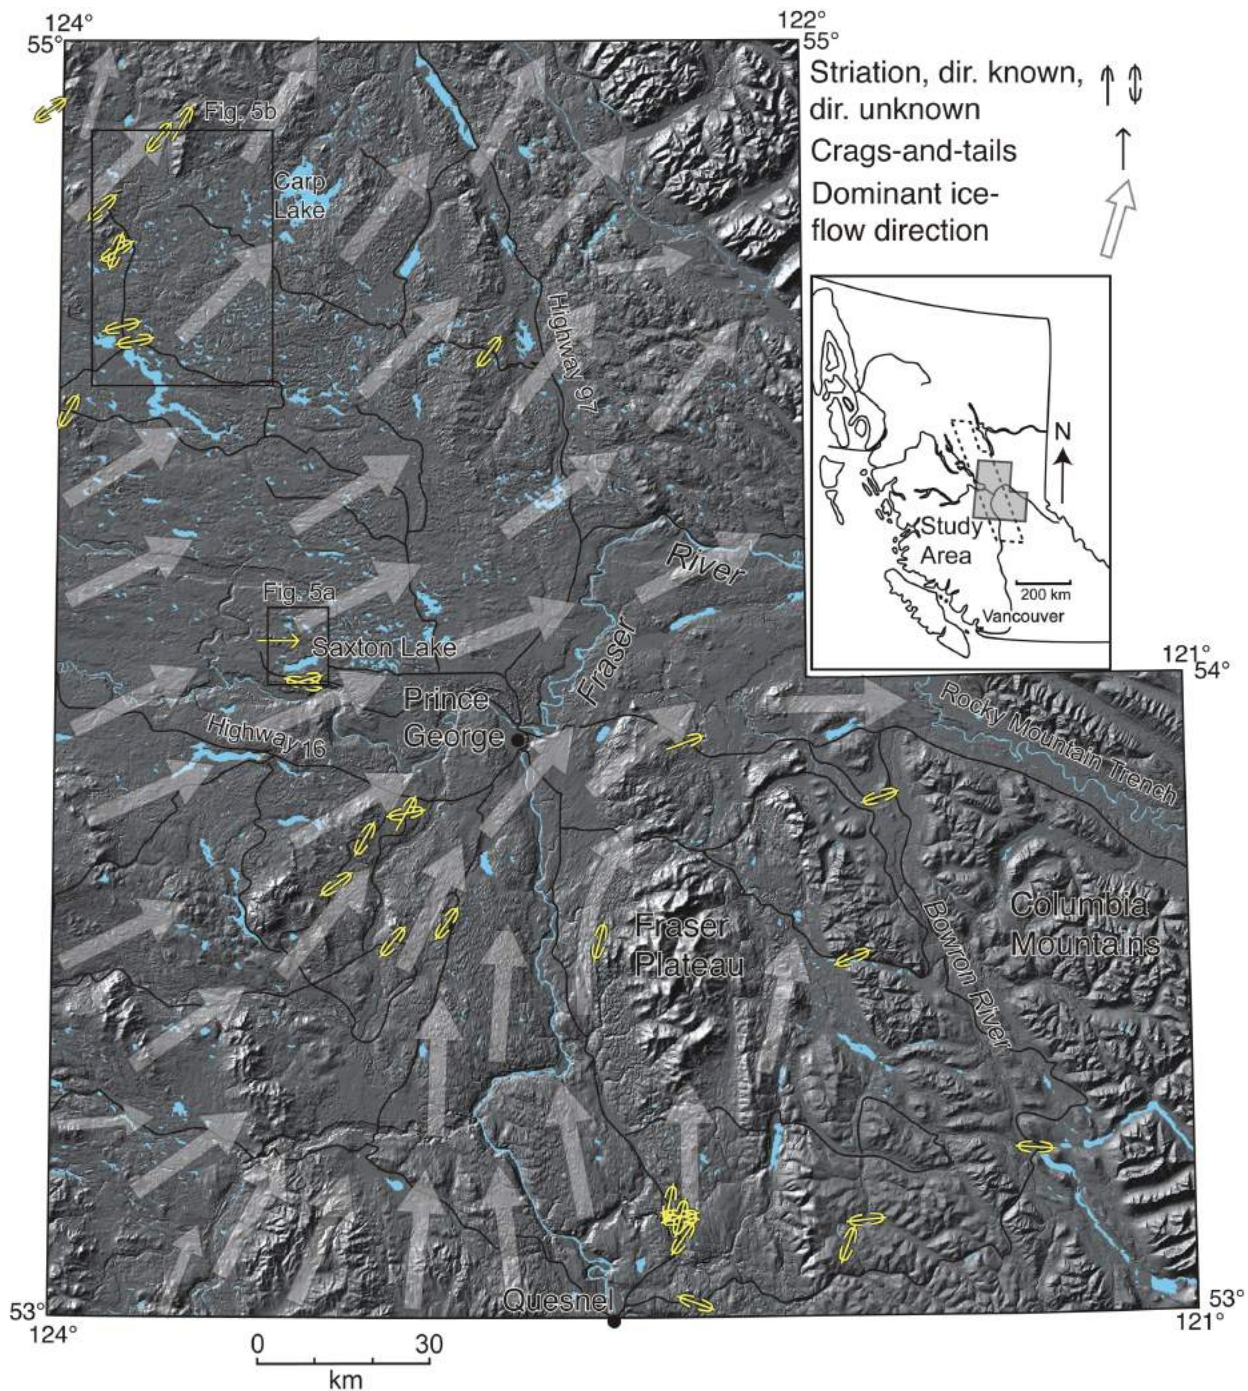 124°
122°
55°
55°
Striation, dir. known,
dir. unknown
Crags-and-tails
Dominant ice-
flow direction
Fig. 5b
Carp
Lake
Highway 97
N
Study
Area
200 km
Vancouver
River
Fraser
Fig. 5a
Saxton Lake
Prince
George
Highway 16
121°
54°
Rocky Mountain Trench
Fraser
Plateau
Columbia
Mountains
Bowron River
Quesnel
53°
124°
53°
121°
0
30
km